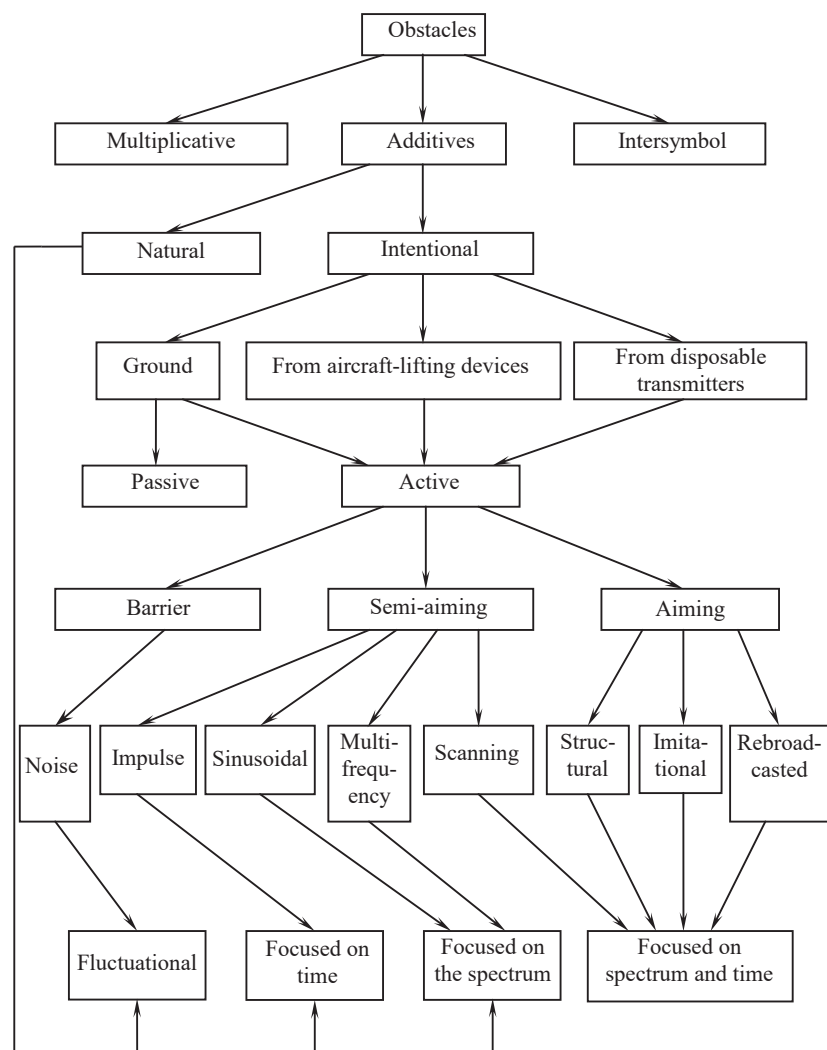 Obstacles
Multiplicative
Additives
Intersymbol
Natural
Intentional
Ground
From aircraft-lifting devices
From disposable
transmitters
Passive
Active
Barrier
Semi-aiming
Aiming
Noise
Impulse
Sinusoidal
Multi-
frequ-
ency
Scanning
Struc-
tural
Imita-
tional
Rebroad-
casted
Fluctuational
Focused on
time
Focused on
the spectrum
Focused on
spectrum and time